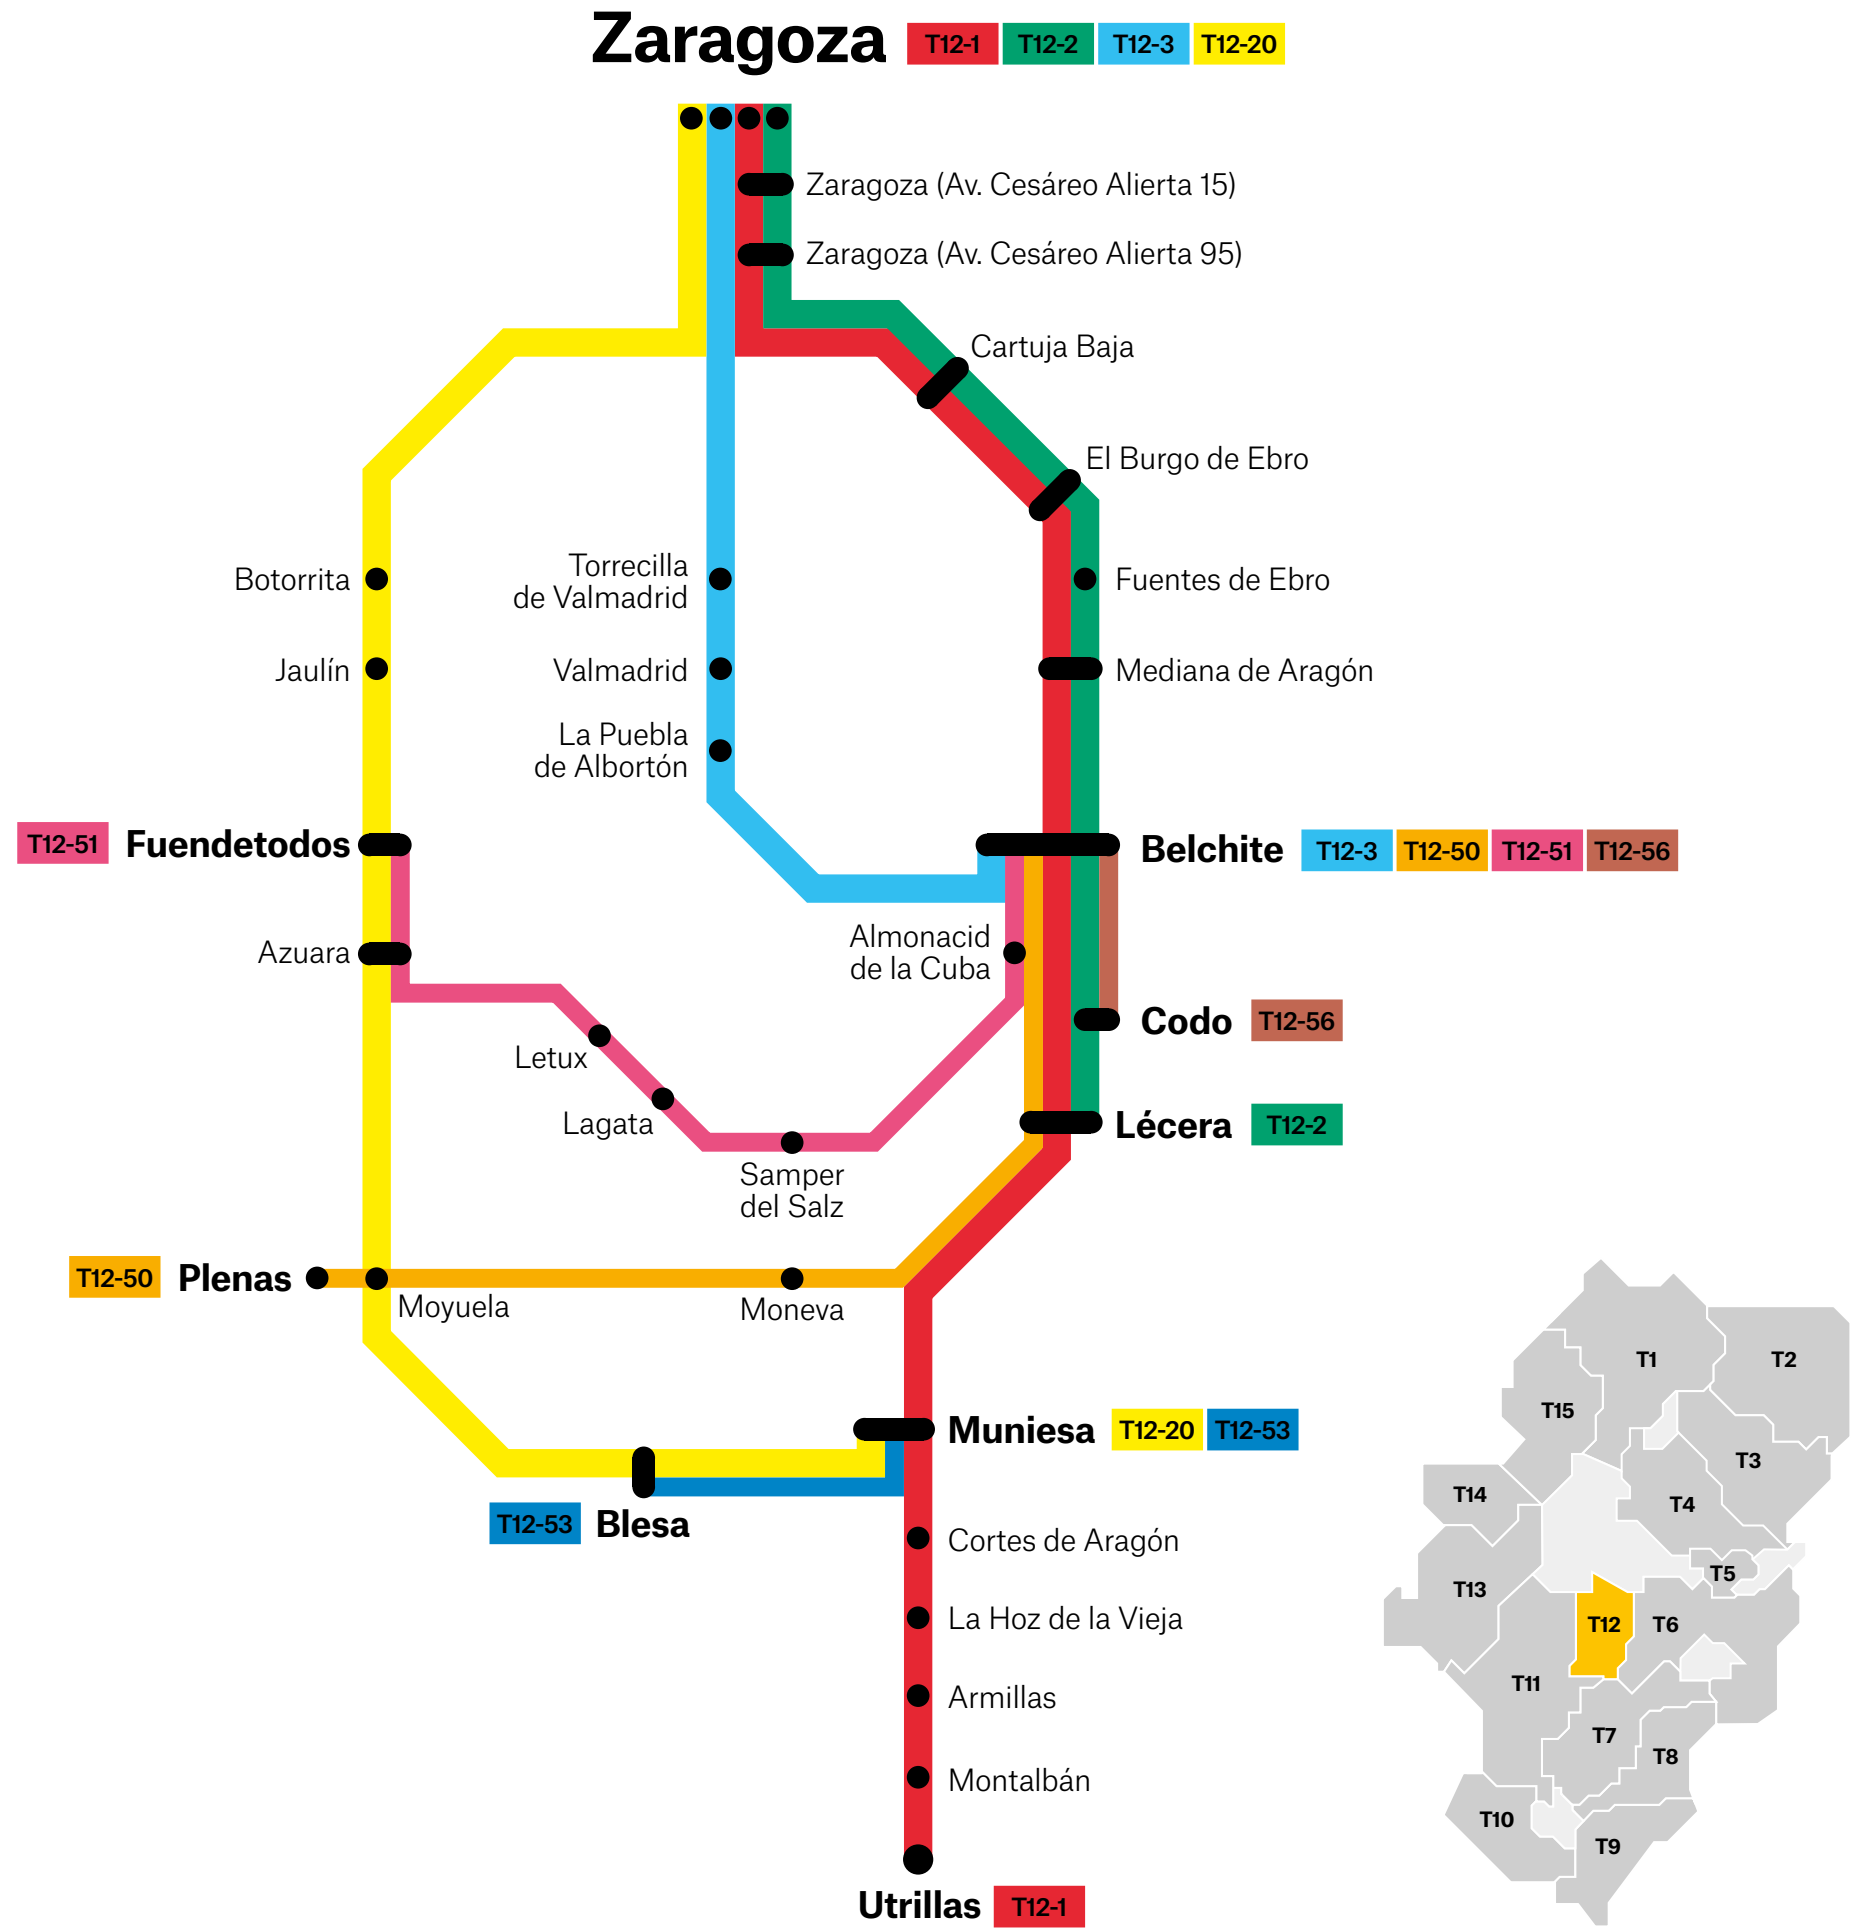 Zaragoza T12-1 T12-2 T12-3 T12-20
Zaragoza (Av. Cesáreo Alierta 15)
Zaragoza (Av. Cesáreo Alierta 95)
Cartuja Baja
El Burgo de Ebro
Botorrita
Torrecilla
de Valmadrid
Fuentes de Ebro
Jaulín
Valmadrid
Mediana de Aragón
La Puebla
de Albortón
T12-51 Fuendetodos
Belchite T12-3 T12-50 T12-51 T12-56
Azuara
Almonacid
de la Cuba
Codo T12-56
Letux
Lagata
Lécera T12-2
Samper
del Salz
T12-50 Plenas
Moyuela
Moneva
Muniesa T12-20 T12-53
T12-53 Blesa
Cortes de Aragón
La Hoz de la Vieja
Armillas
Montalbán
Utrillas T12-1
T1
T2
T15
T3
T14
T4
T5
T13
T12
T6
T11
T7
T8
T10
T9